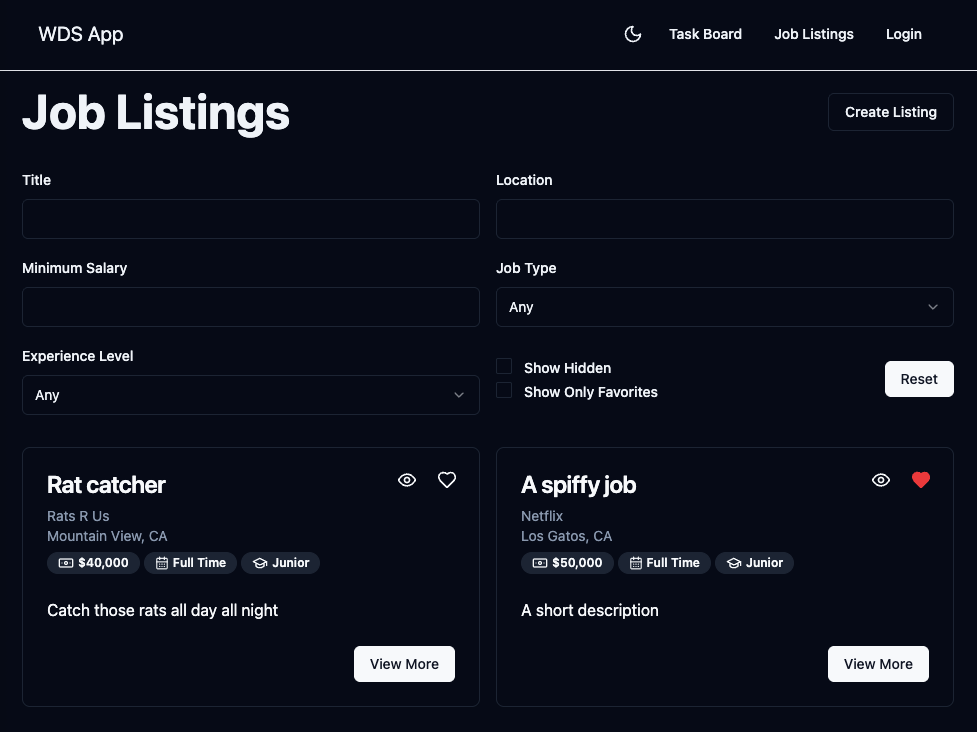 WDS App
Task Board
Job Listings
Login
Job Listings
Create Listing
Title
Location
Minimum Salary
Job Type
Any
Experience Level
Any
Show Hidden
Show Only Favorites
Reset
Rat catcher
Rats R Us
Mountain View, CA
$40,000 Full Time Junior
Catch those rats all day all night
View More
A spiffy job
Netflix
Los Gatos, CA
$50,000 Full Time Junior
A short description
View More